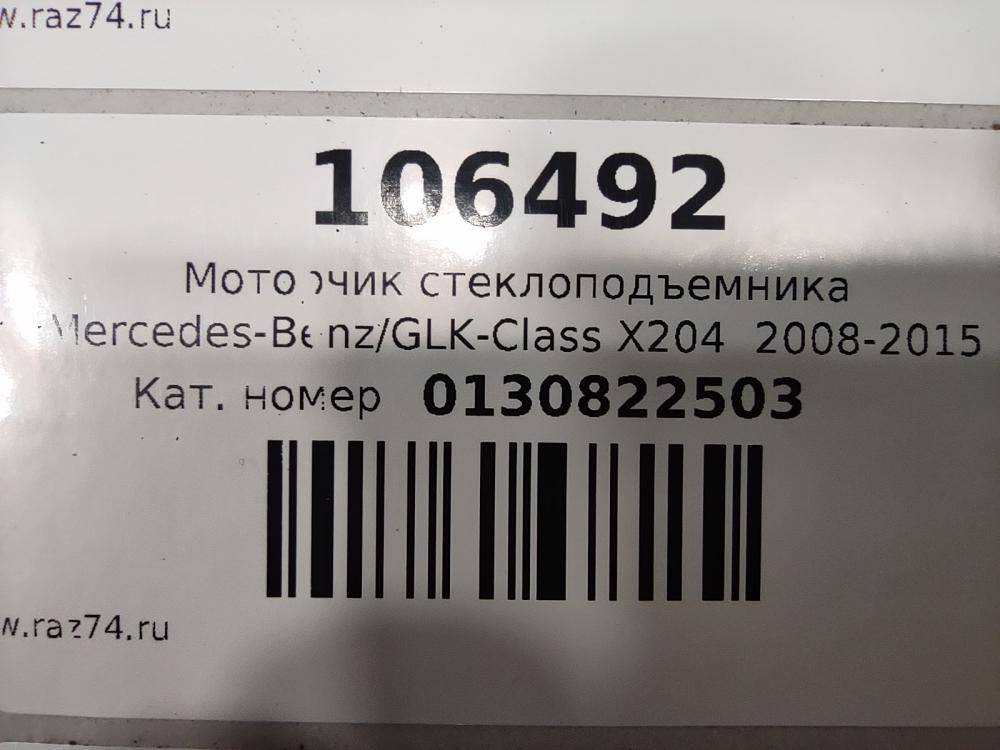 w.raz74.ru
106492
Моторчик стеклоподъемника
Mercedes-Benz/GLK-Class X204 2008-2015
Кат. номер 0130822503
w.raz74.ru